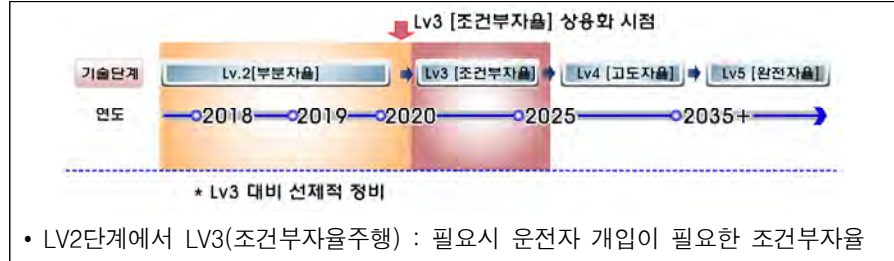 Lv3 [조건부자율] 상용화 시점
기술단계 Lv.2[부분자율] Lv3 [조건부자율] Lv4 [고도자율] Lv5 [완전자율]
연도 2018 2019 2020 2025 2035+
* Lv3 대비 선제적 정비
• LV2단계에서 LV3(조건부자율주행) : 필요시 운전자 개입이 필요한 조건부자율